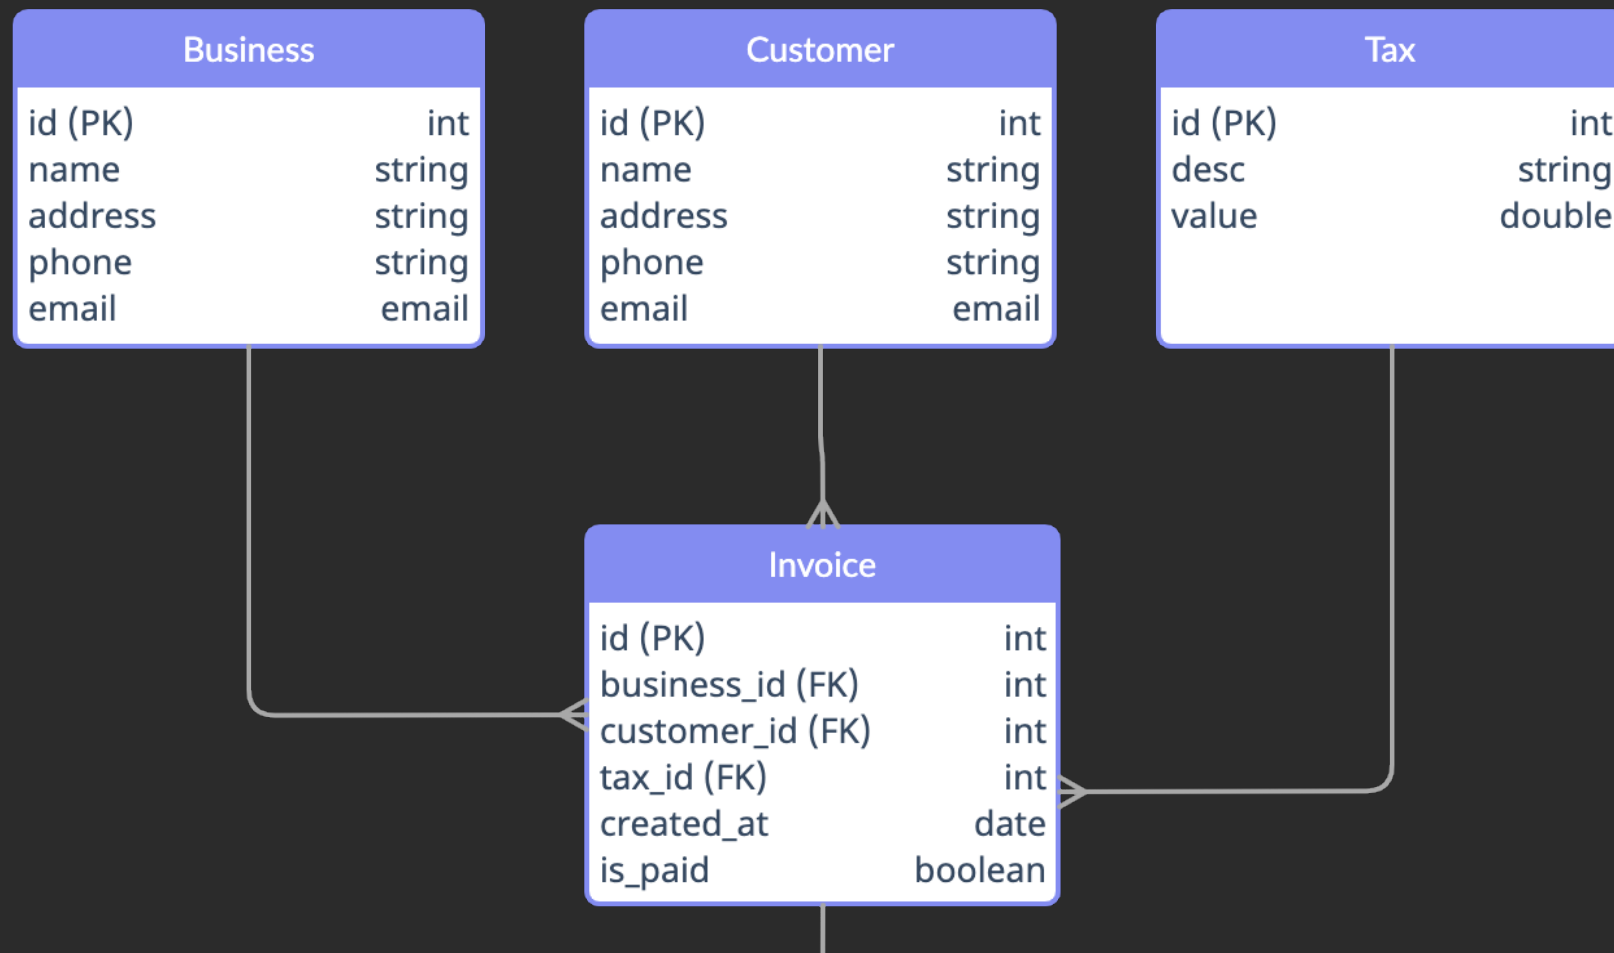 Business
id (PK) int
name string
address string
phone string
email email
Customer
id (PK) int
name string
address string
phone string
email email
Tax
id (PK) int
desc string
value double
Invoice
id (PK) int
business_id (FK) int
customer_id (FK) int
tax_id (FK) int
created_at date
is_paid boolean